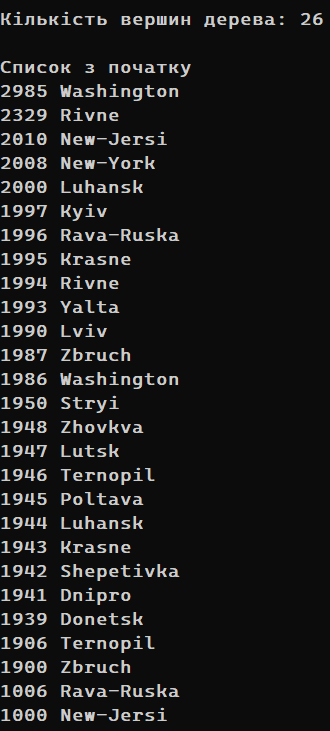 Кількість вершин дерева: 26
Список з початку
2985 Washington
2329 Rivne
2010 New-Jersi
2008 New-York
2000 Luhansk
1997 Kyiv
1996 Rava-Ruska
1995 Krasne
1994 Rivne
1993 Yalta
1990 Lviv
1987 Zbruch
1986 Washington
1950 Stryi
1948 Zhovkva
1947 Lutsk
1946 Ternopil
1945 Poltava
1944 Luhansk
1943 Krasne
1942 Shepetivka
1941 Dnipro
1939 Donetsk
1906 Ternopil
1900 Zbruch
1006 Rava-Ruska
1000 New-Jersi